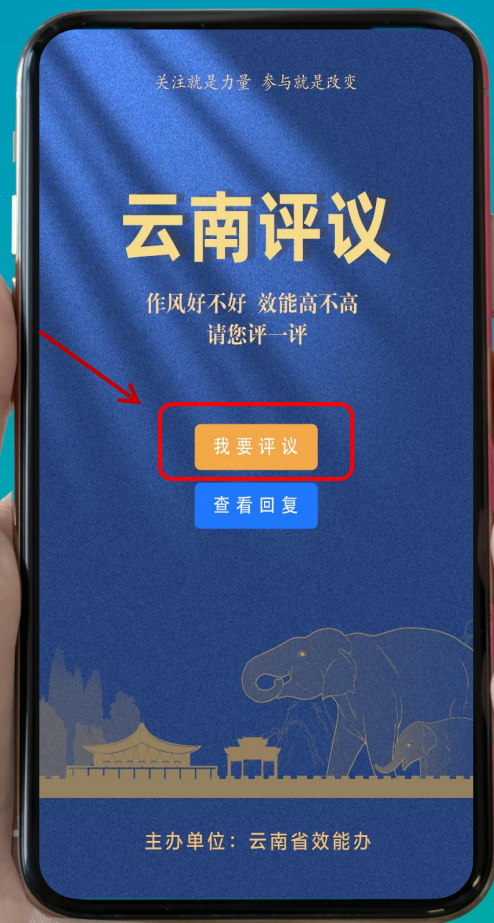 关注就是力量 参与就是改变
云南评议
作风好不好 效能高不高
请您评一评
我要评议
查看回复
主办单位：云南省效能办